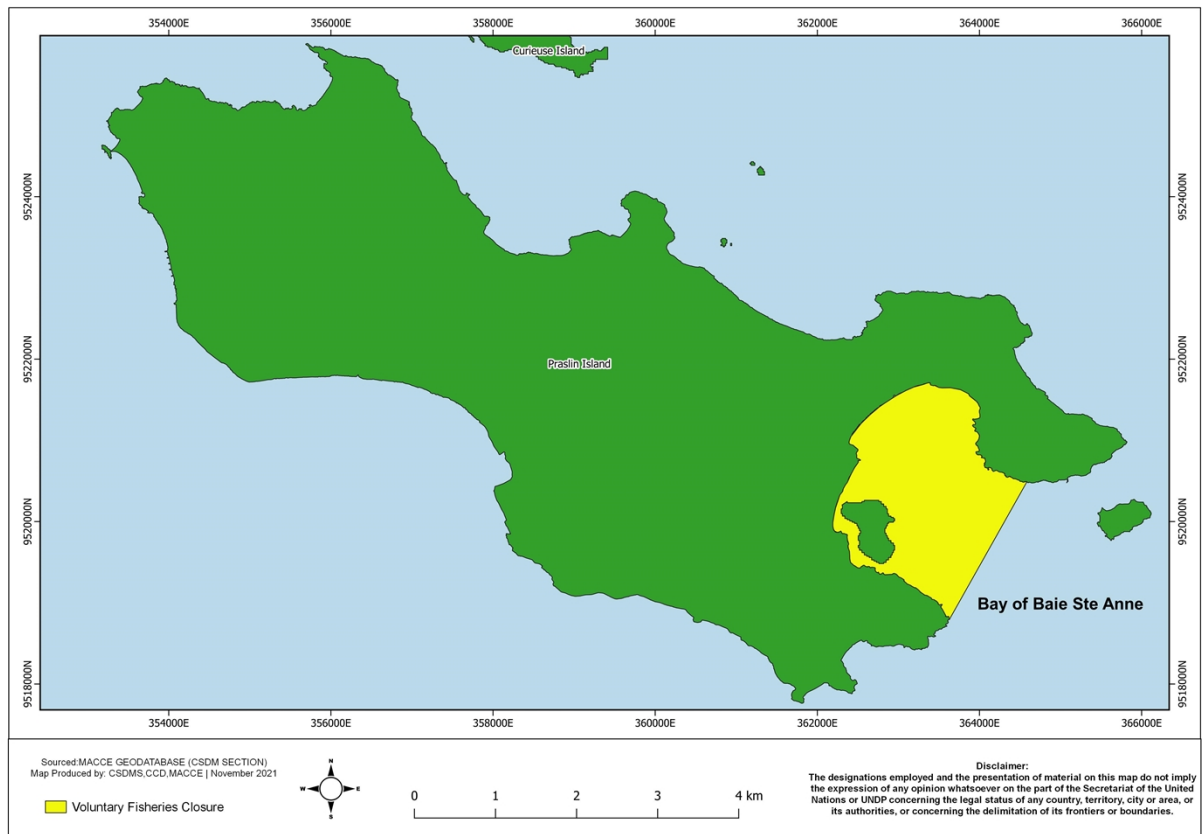 354000E 356000E 358000E 360000E 362000E 364000E 366000E
Curieuse Island
9524000N 9524000N
9522000N 9522000N
Praslin Island
9520000N 9520000N
Bay of Baie Ste Anne
9518000N 9518000N
354000E 356000E 358000E 360000E 362000E 364000E 366000E
Sourced:MACCE GEODATABASE (CSDM SECTION)
Map Produced by: CSDMS,CCD,MACCE | November 2021
Voluntary Fisheries Closure
N
W E
S
0 1 2 3 4 km
Disclaimer:
The designations employed and the presentation of material on this map do not imply
the expression of any opinion whatsoever on the part of the Secretariat of the United
Nations or UNDP concerning the legal status of any country, territory, city or area, or
its authorities, or concerning the delimitation of its frontiers or boundaries.